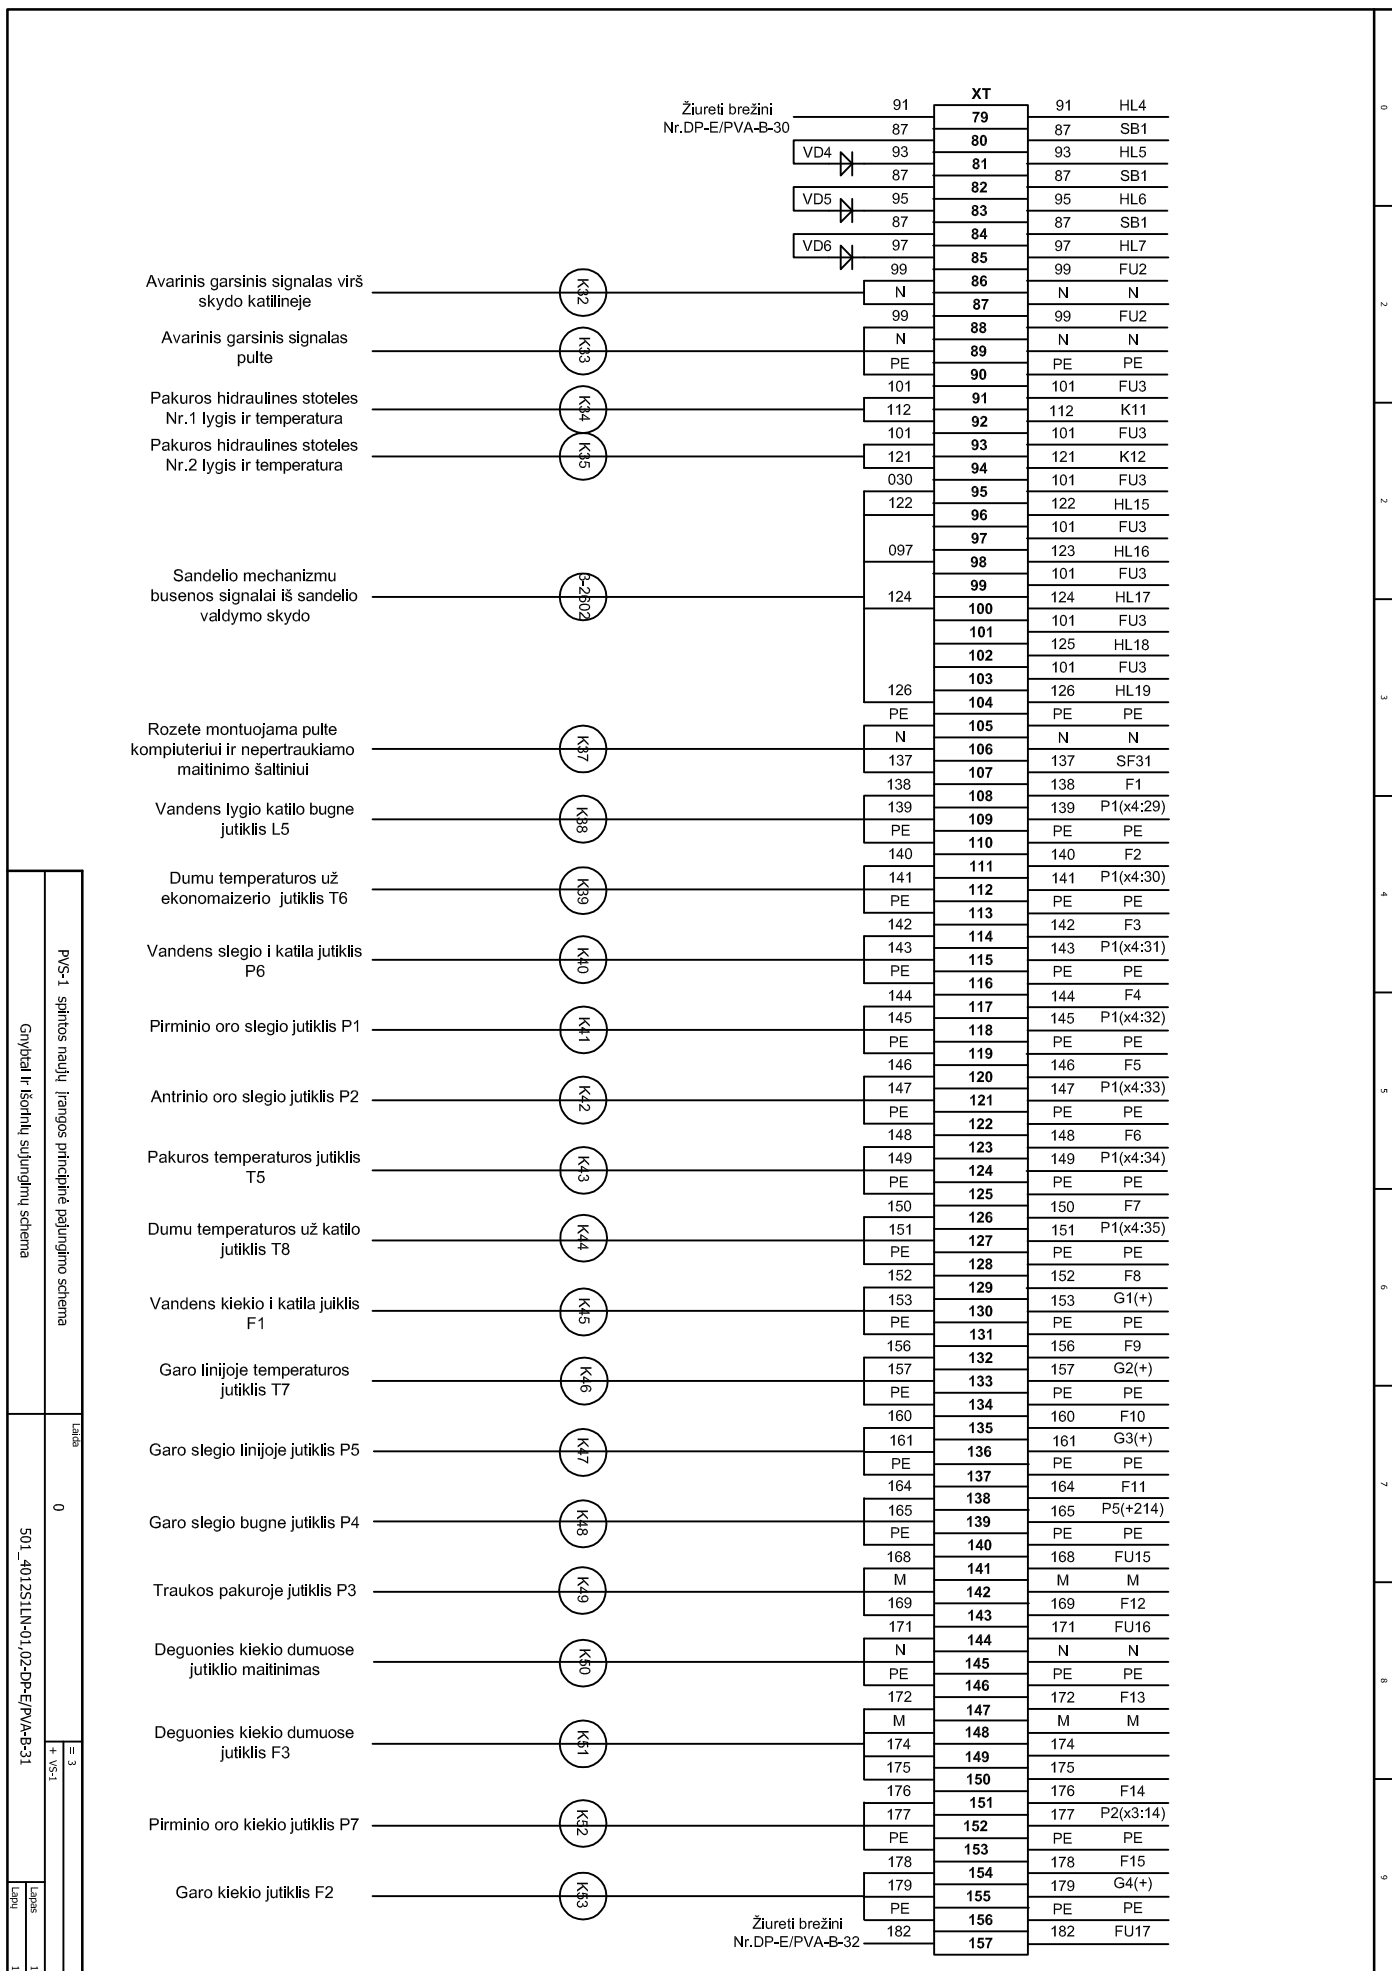 XT
Žiureti brežini
Nr.DP-E/PVA-B-30
91 79 91 HL4
87 80 87 SB1
VD4 93 81 93 HL5
87 82 87 SB1
VD5 95 83 95 HL6
87 84 87 SB1
VD6 97 85 97 HL7
99 86 99 FU2
Avarinis garsinis signalas virš
skydo katilineje
K32
N 87 N N
99 88 99 FU2
Avarinis garsinis signalas
pulte
K33
N 89 N N
PE 90 PE PE
101 91 101 FU3
Pakuros hidraulines stoteles
Nr.1 lygis ir temperatura
K34
112 92 112 K11
101 93 101 FU3
Pakuros hidraulines stoteles
Nr.2 lygis ir temperatura
K35
121 94 121 K12
030 95 101 FU3
122 96 122 HL15
97 101 FU3
097 98 123 HL16
Sandelio mechanizmu
busenos signalai iš sandelio
valdymo skydo
3-2602
99 101 FU3
124 100 124 HL17
101 101 FU3
102 125 HL18
103 101 FU3
126 104 126 HL19
PE 105 PE PE
Rozete montuojama pulte
kompiuteriui ir nepertraukiamo
maitinimo šaltiniui
K37
N 106 N N
137 107 137 SF31
138 108 138 F1
Vandens lygio katilo bugne
jutiklis L5
K38
139 109 139 P1(x4:29)
PE 110 PE PE
140 111 140 F2
Dumu temperaturos už
ekonomaizerio jutiklis T6
K39
141 112 141 P1(x4:30)
PE 113 PE PE
142 114 142 F3
Vandens slegio i katila jutiklis
P6
K40
143 115 143 P1(x4:31)
PE 116 PE PE
144 117 144 F4
Pirminio oro slegio jutiklis P1
K41
145 118 145 P1(x4:32)
PE 119 PE PE
146 120 146 F5
Antrinio oro slegio jutiklis P2
K42
147 121 147 P1(x4:33)
PE 122 PE PE
148 123 148 F6
Pakuros temperaturos jutiklis
T5
K43
149 124 149 P1(x4:34)
PE 125 PE PE
150 126 150 F7
Dumu temperaturos už katilo
jutiklis T8
K44
151 127 151 P1(x4:35)
PE 128 PE PE
152 129 152 F8
Vandens kiekio i katila juiklis
F1
K45
153 130 153 G1(+)
PE 131 PE PE
156 132 156 F9
Garo linijoje temperaturos
jutiklis T7
K46
157 133 157 G2(+)
PE 134 PE PE
160 135 160 F10
Garo slegio linijoje jutiklis P5
K47
161 136 161 G3(+)
PE 137 PE PE
164 138 164 F11
Garo slegio bugne jutiklis P4
K48
165 139 165 P5(+214)
PE 140 PE PE
168 141 168 FU15
Traukos pakuroje jutiklis P3
K49
M 142 M M
169 143 169 F12
171 144 171 FU16
Deguonies kiekio dumuose
jutiklio maitinimas
K50
N 145 N N
PE 146 PE PE
172 147 172 F13
Deguonies kiekio dumuose
jutiklis F3
K51
M 148 M M
174 149 174
175 150 175
176 151 176 F14
Pirminio oro kiekio jutiklis P7
K52
177 152 177 P2(x3:14)
PE 153 PE PE
178 154 178 F15
Garo kiekio jutiklis F2
K53
179 155 179 G4(+)
PE 156 PE PE
Žiureti brežini
Nr.DP-E/PVA-B-32
182 157 182 FU17
0
2
2
3
4
5
6
7
8
9
PVS-1 spintos naujų įrangos principinė pajungimo schema
Gnybtai ir išorinių sujungimų schema
Laida
0
501_4012S1LN-01,02-DP-E/PVA-B-31
= 3
+ VS-1
Lapas 1
Lapų 1